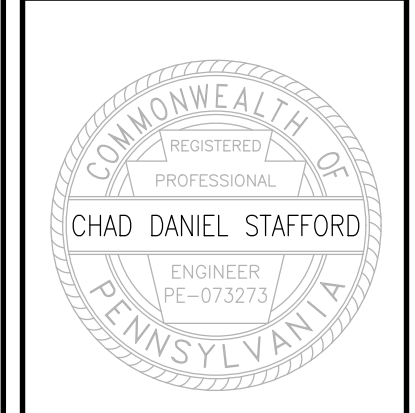 COMMONWEALTH OF
REGISTERED
PROFESSIONAL
CHAD DANIEL STAFFORD
ENGINEER
PE-073273
PENNSYLVANIA